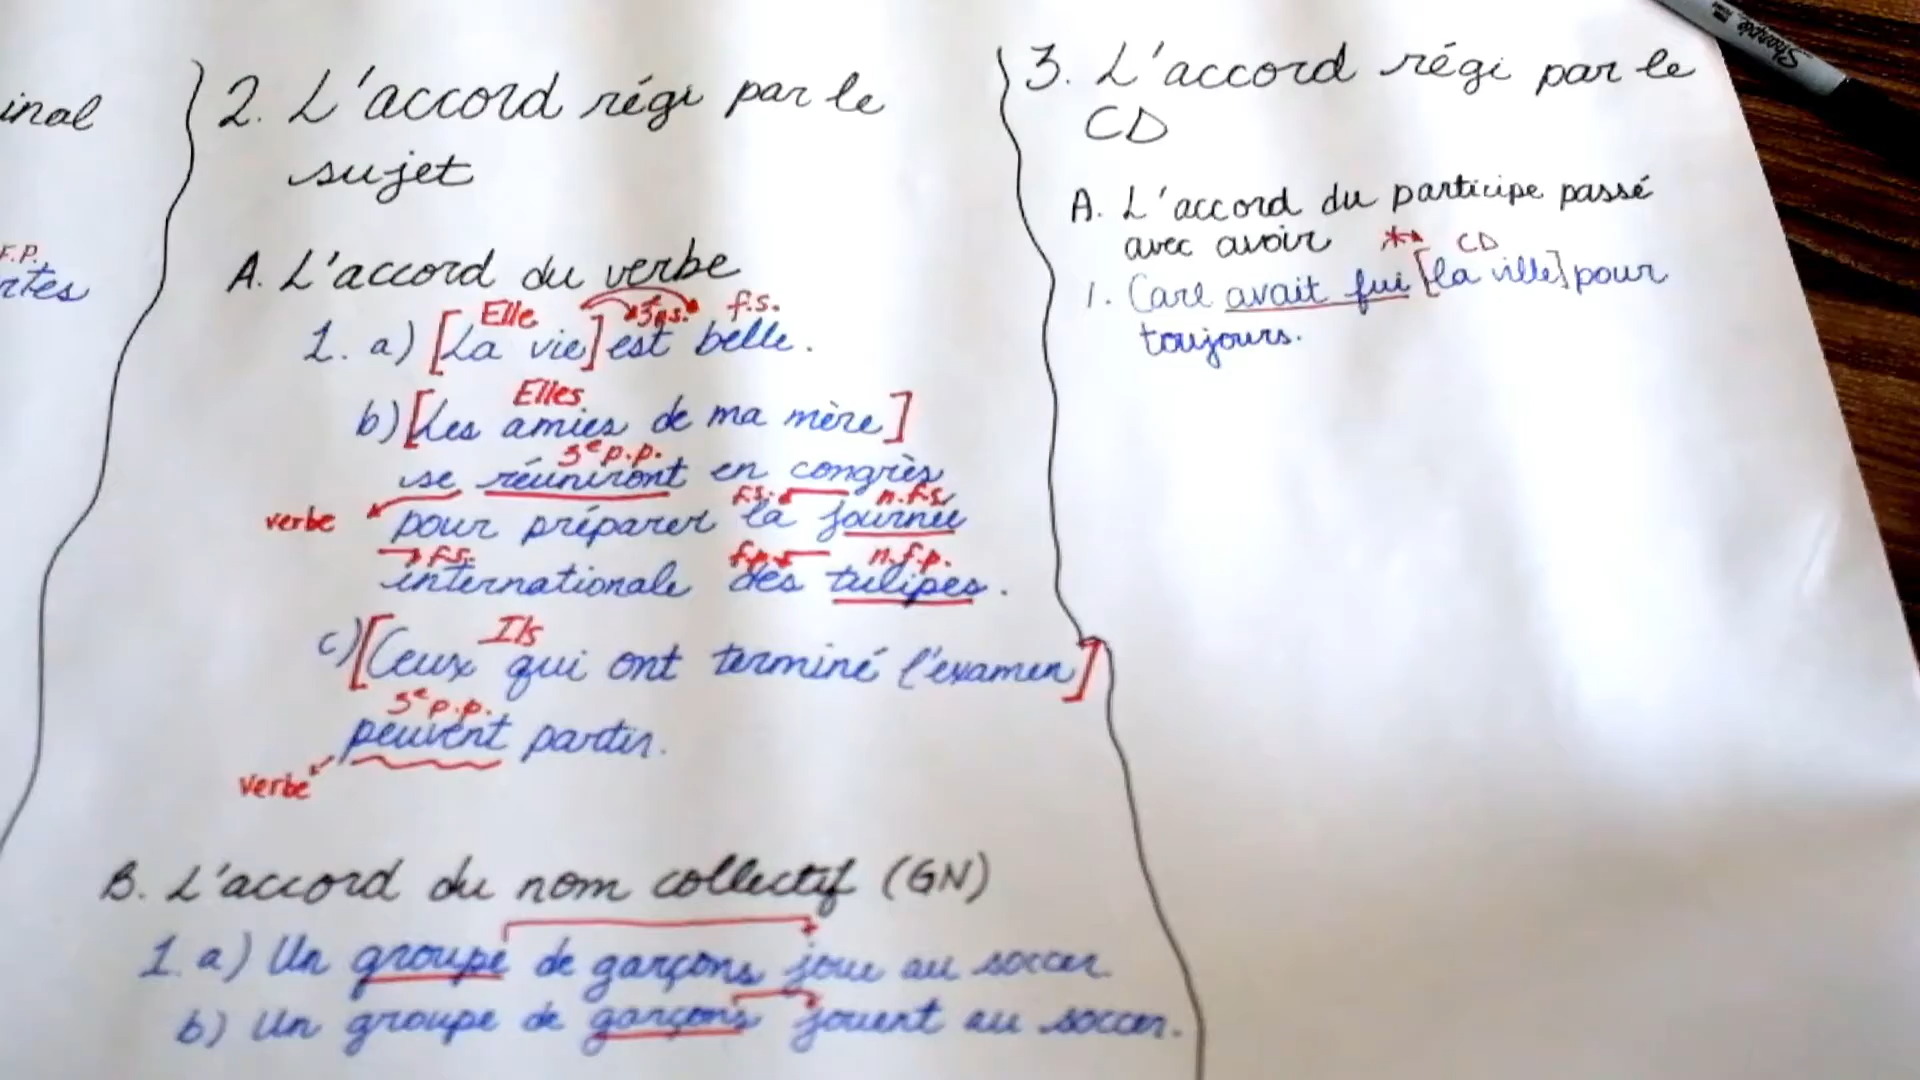 inal
F.P.
rtes
2. L'accord régi par le
sujet
A. L'accord du verbe
Elle 3e p.s. f.s.
1. a) [La vie] est belle.
Elles
b) [Les amies de ma mère]
3e p.p.
se réuniront en congrès
f.s. n.f.s.
verbe pour préparer la journée
f.s. f.p. n.f.p.
internationale des tulipes.
Ils
c) [Ceux qui ont terminé l'examen]
3e p.p.
peuvent partir.
verbe
B. L'accord du nom collectif (GN)
1. a) Un groupe de garçons joue au soccer
b) Un groupe de garçons jouent au soccer.
3. L'accord régi par le
CD
A. L'accord du participe passé
avec avoir * CD
1. Carl avait fui [la ville] pour
toujours.
Sharpie